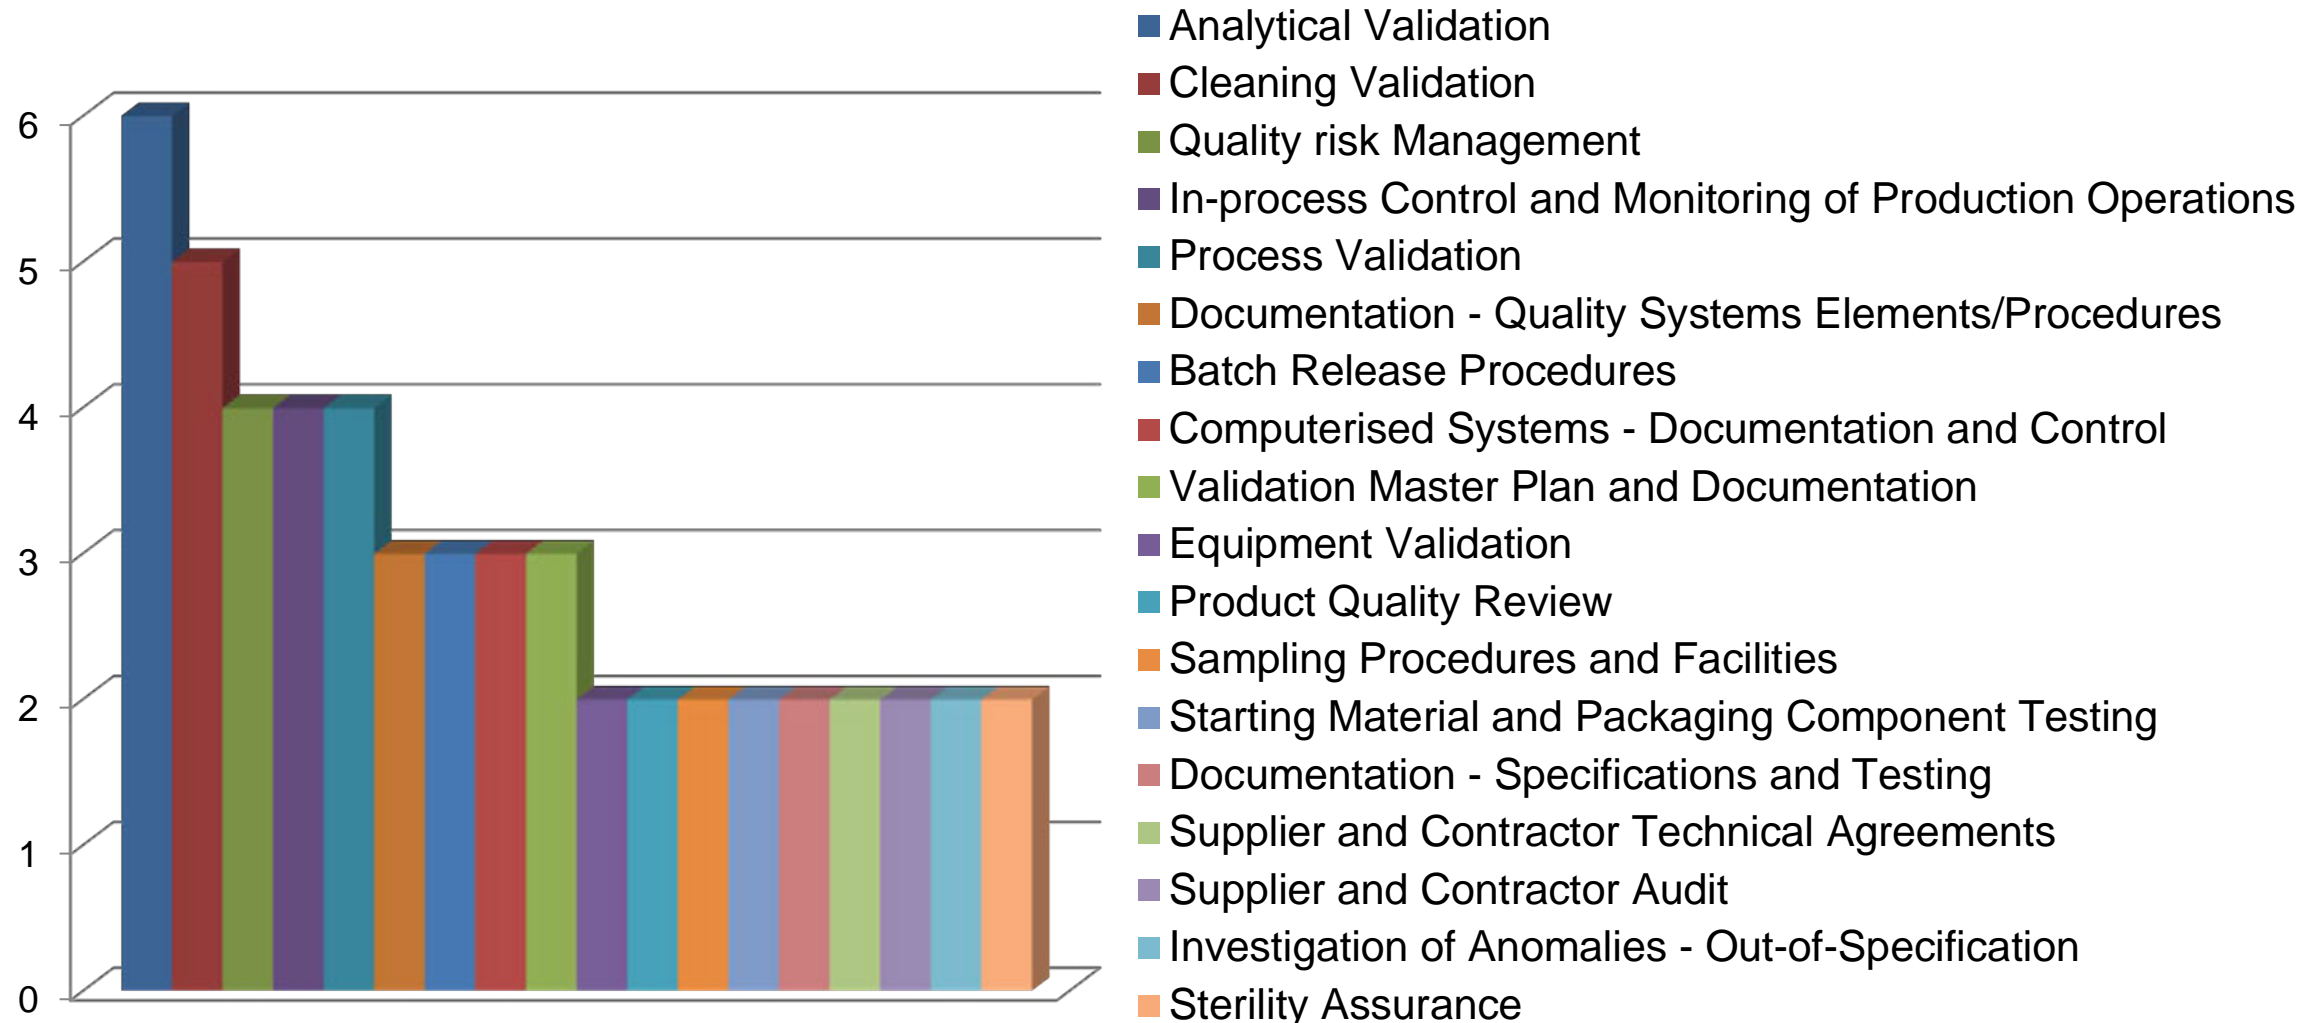 6
5
4
3
2
1
0
Analytical Validation
Cleaning Validation
Quality risk Management
In-process Control and Monitoring of Production Operations
Process Validation
Documentation - Quality Systems Elements/Procedures
Batch Release Procedures
Computerised Systems - Documentation and Control
Validation Master Plan and Documentation
Equipment Validation
Product Quality Review
Sampling Procedures and Facilities
Starting Material and Packaging Component Testing
Documentation - Specifications and Testing
Supplier and Contractor Technical Agreements
Supplier and Contractor Audit
Investigation of Anomalies - Out-of-Specification
Sterility Assurance